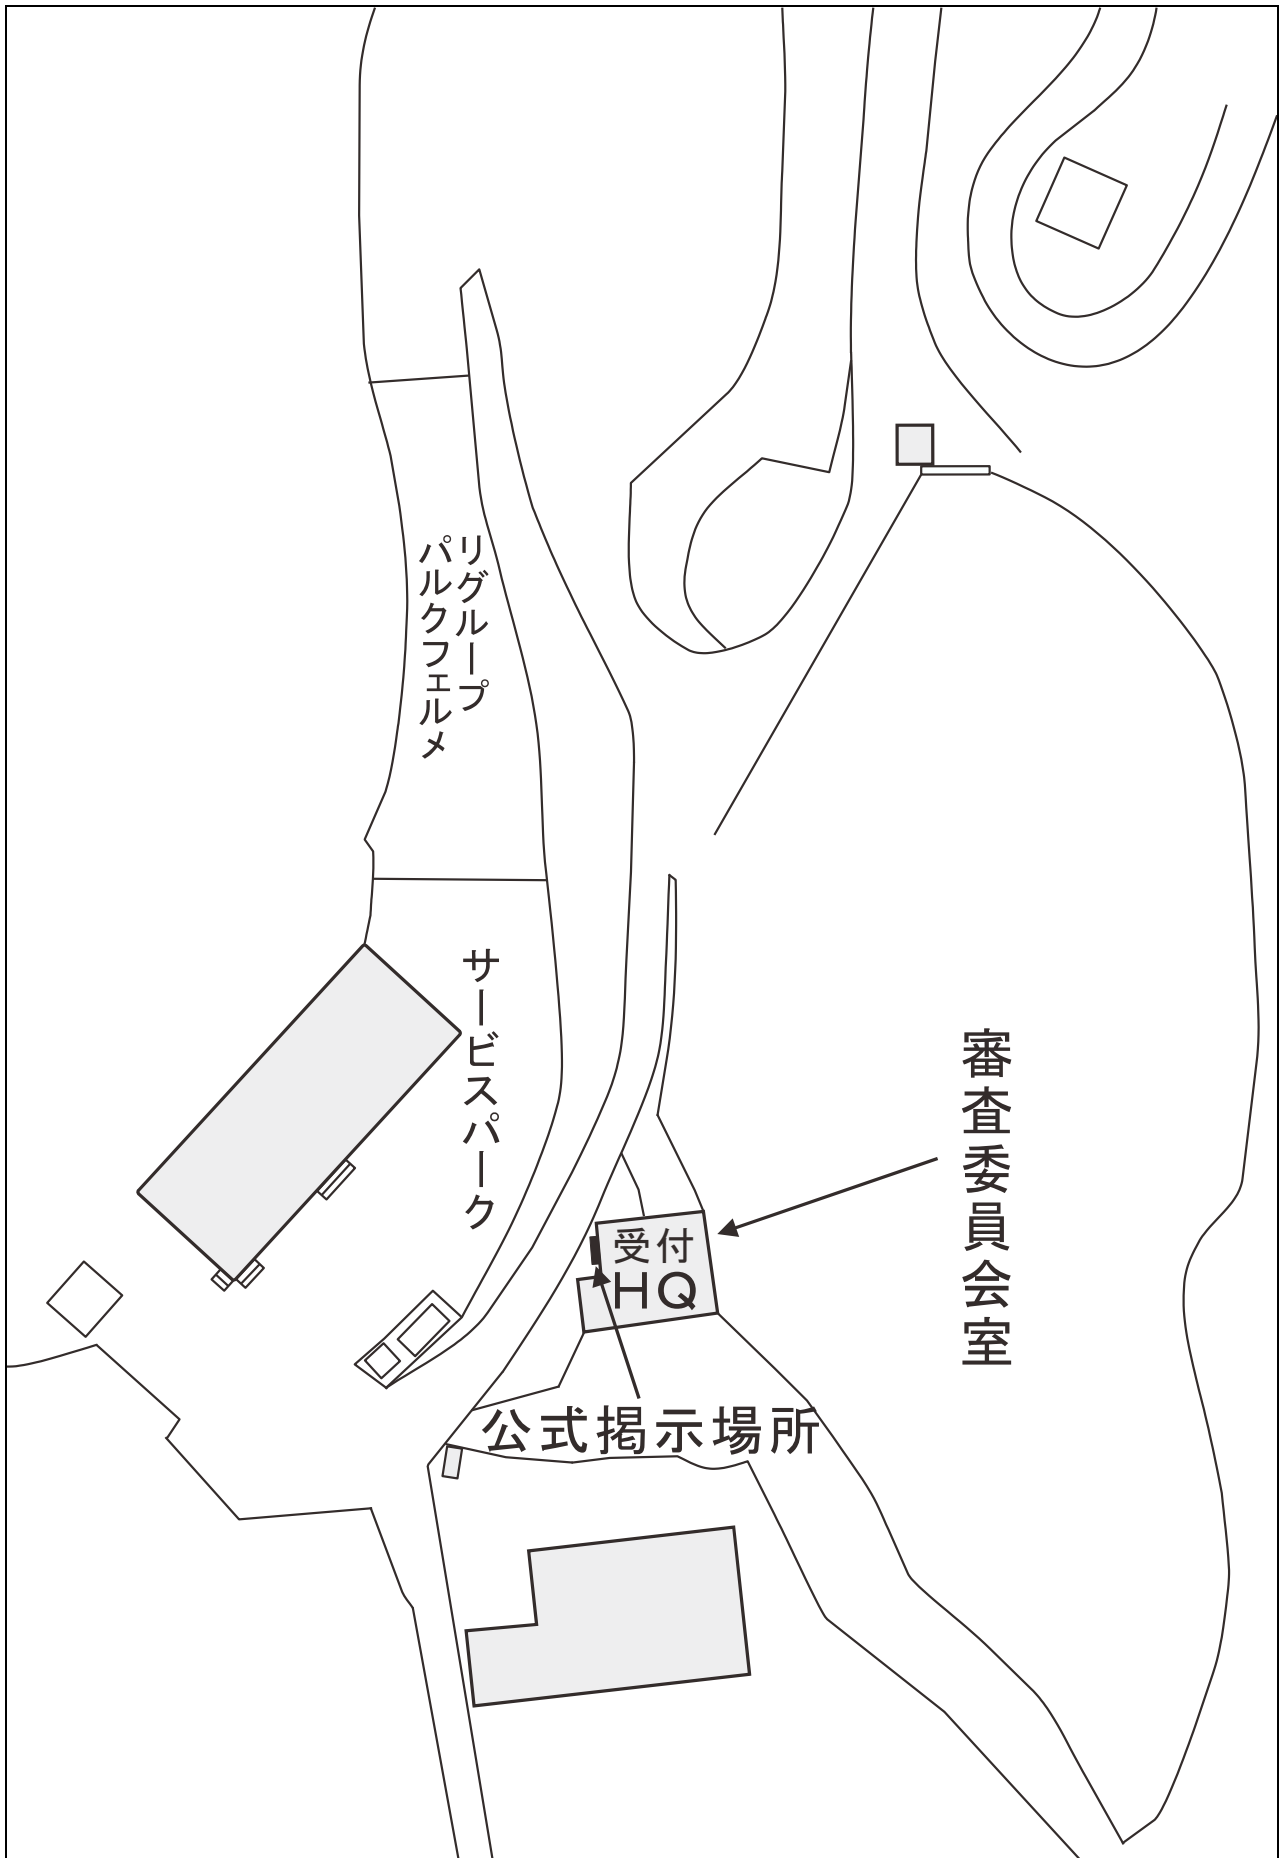 リグループ
パルクフェルメ
サービスパーク
審査委員会室
受付
HQ
公式掲示場所